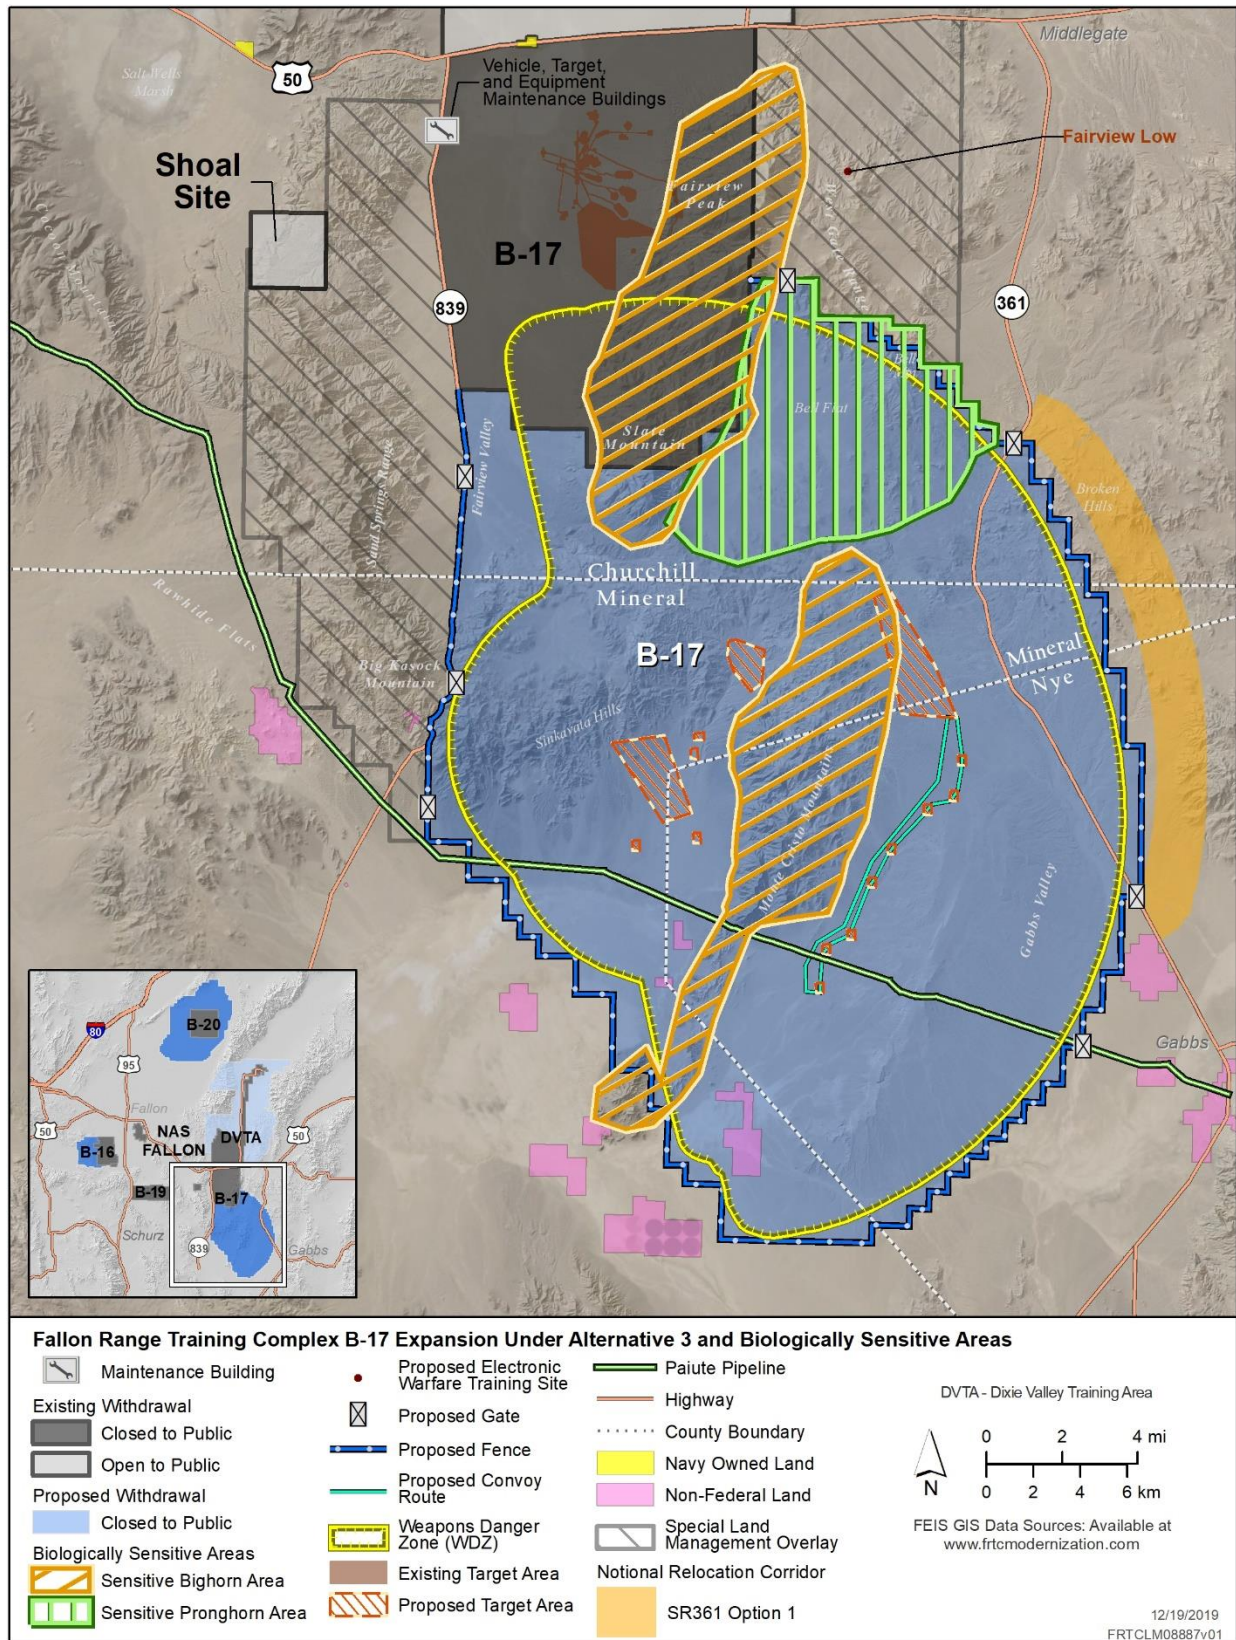 Middlegate
Salt Wells
Marsh
50
Vehicle, Target,
and Equipment
Maintenance Buildings
Fairview Low
Shoal
Site
Fairview
Peak
West Gate Range
B-17
839
361
Bell Flat
Slate
Mountain
Fairview Valley
Sand Springs Range
Broken
Hills
Churchill
Mineral
Rawhide Flats
B-17
Mineral
Nye
Big Kasock
Mountain
Sinkavata Hills
Monte Cristo Mountains
Gabbs Valley
Gabbs
B-20
80
95
Fallon
50
NAS
FALLON
DVTA
50
B-16
B-19
B-17
Schurz
839
Gabbs
Fallon Range Training Complex B-17 Expansion Under Alternative 3 and Biologically Sensitive Areas
Maintenance Building
Existing Withdrawal
Closed to Public
Open to Public
Proposed Withdrawal
Closed to Public
Biologically Sensitive Areas
Sensitive Bighorn Area
Sensitive Pronghorn Area
Proposed Electronic
Warfare Training Site
Proposed Gate
Proposed Fence
Proposed Convoy
Route
Weapons Danger
Zone (WDZ)
Existing Target Area
Proposed Target Area
Paiute Pipeline
Highway
County Boundary
Navy Owned Land
Non-Federal Land
Special Land
Management Overlay
Notional Relocation Corridor
SR361 Option 1
DVTA - Dixie Valley Training Area
N
0 2 4 mi
0 2 4 6 km
FEIS GIS Data Sources: Available at
www.frtcmodernization.com
12/19/2019
FRTCLM08887v01